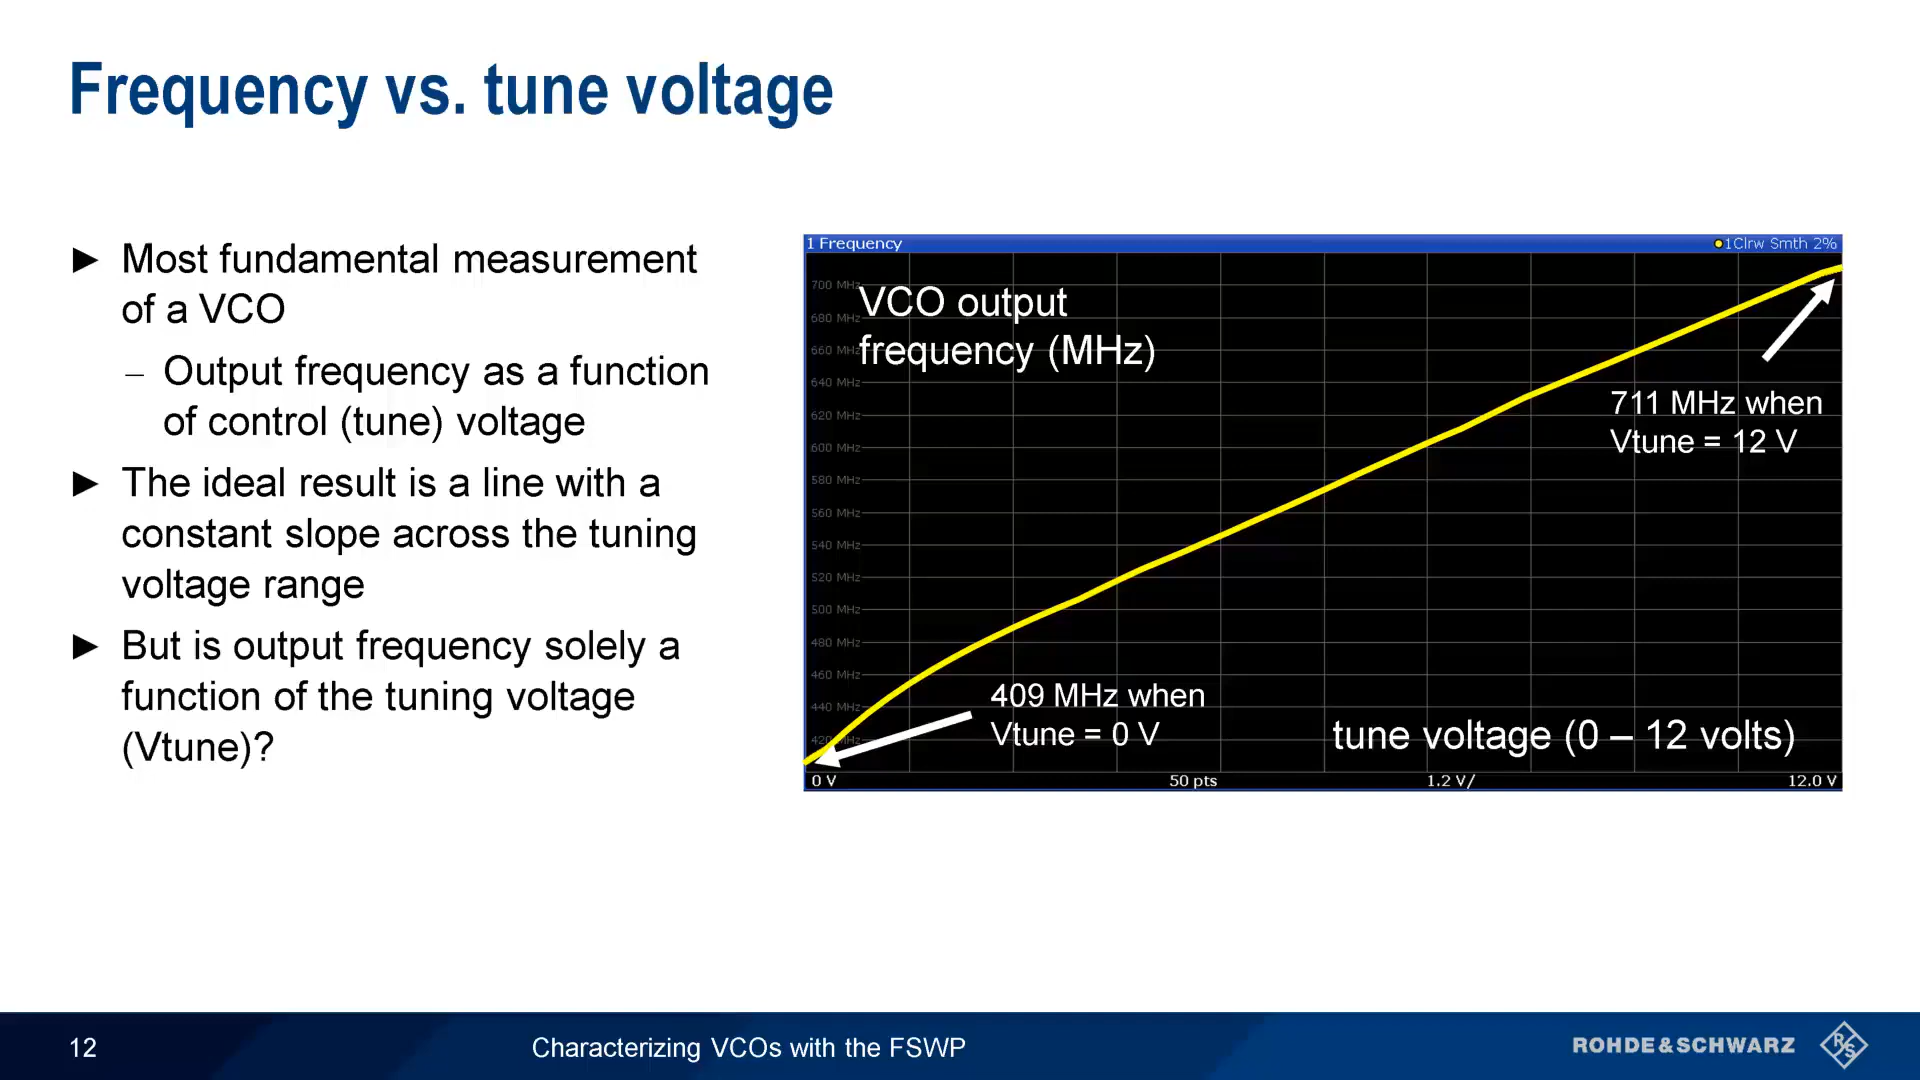 Frequency vs. tune voltage
► Most fundamental measurement
of a VCO
– Output frequency as a function
of control (tune) voltage
► The ideal result is a line with a
constant slope across the tuning
voltage range
► But is output frequency solely a
function of the tuning voltage
(Vtune)?
1 Frequency
1Clrw Smth 2%
700 MHz
680 MHz
660 MHz
640 MHz
620 MHz
600 MHz
580 MHz
560 MHz
540 MHz
520 MHz
500 MHz
480 MHz
460 MHz
440 MHz
420 MHz
VCO output
frequency (MHz)
711 MHz when
Vtune = 12 V
409 MHz when
Vtune = 0 V
tune voltage (0 – 12 volts)
0 V
50 pts
1.2 V/
12.0 V
12
Characterizing VCOs with the FSWP
ROHDE&SCHWARZ
R&S